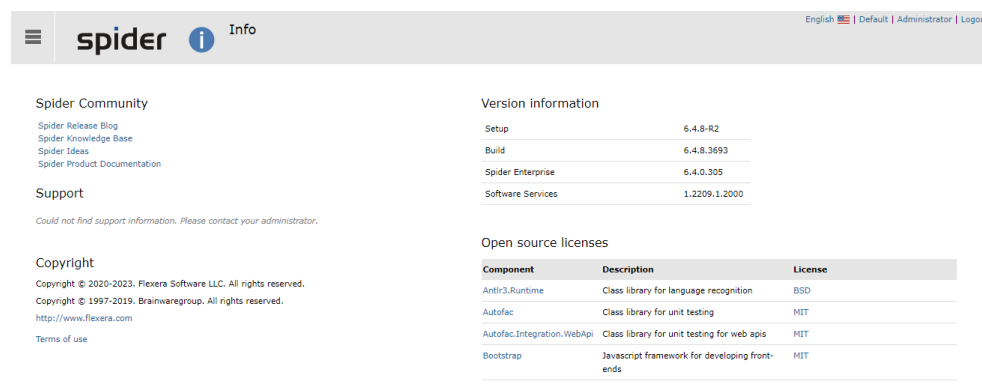 English | Default | Administrator |
spider Info
Spider Community
Spider Release Blog
Spider Knowledge Base
Spider Ideas
Spider Product Documentation
Support
Could not find support information. Please contact your administrator.
Copyright
Copyright © 2020-2023. Flexera Software LLC. All rights reserved.
Copyright © 1997-2019. Brainwaregroup. All rights reserved.
http://www.flexera.com
Terms of use
Version information
Setup 6.4.8-R2
Build 6.4.8.3693
Spider Enterprise 6.4.0.305
Software Services 1.2209.1.2000
Open source licenses
Component Description License
Antlr3.Runtime Class library for language recognition BSD
Autofac Class library for unit testing MIT
Autofac.Integration.WebApi Class library for unit testing for web apis MIT
Bootstrap Javascript framework for developing front- MIT
ends